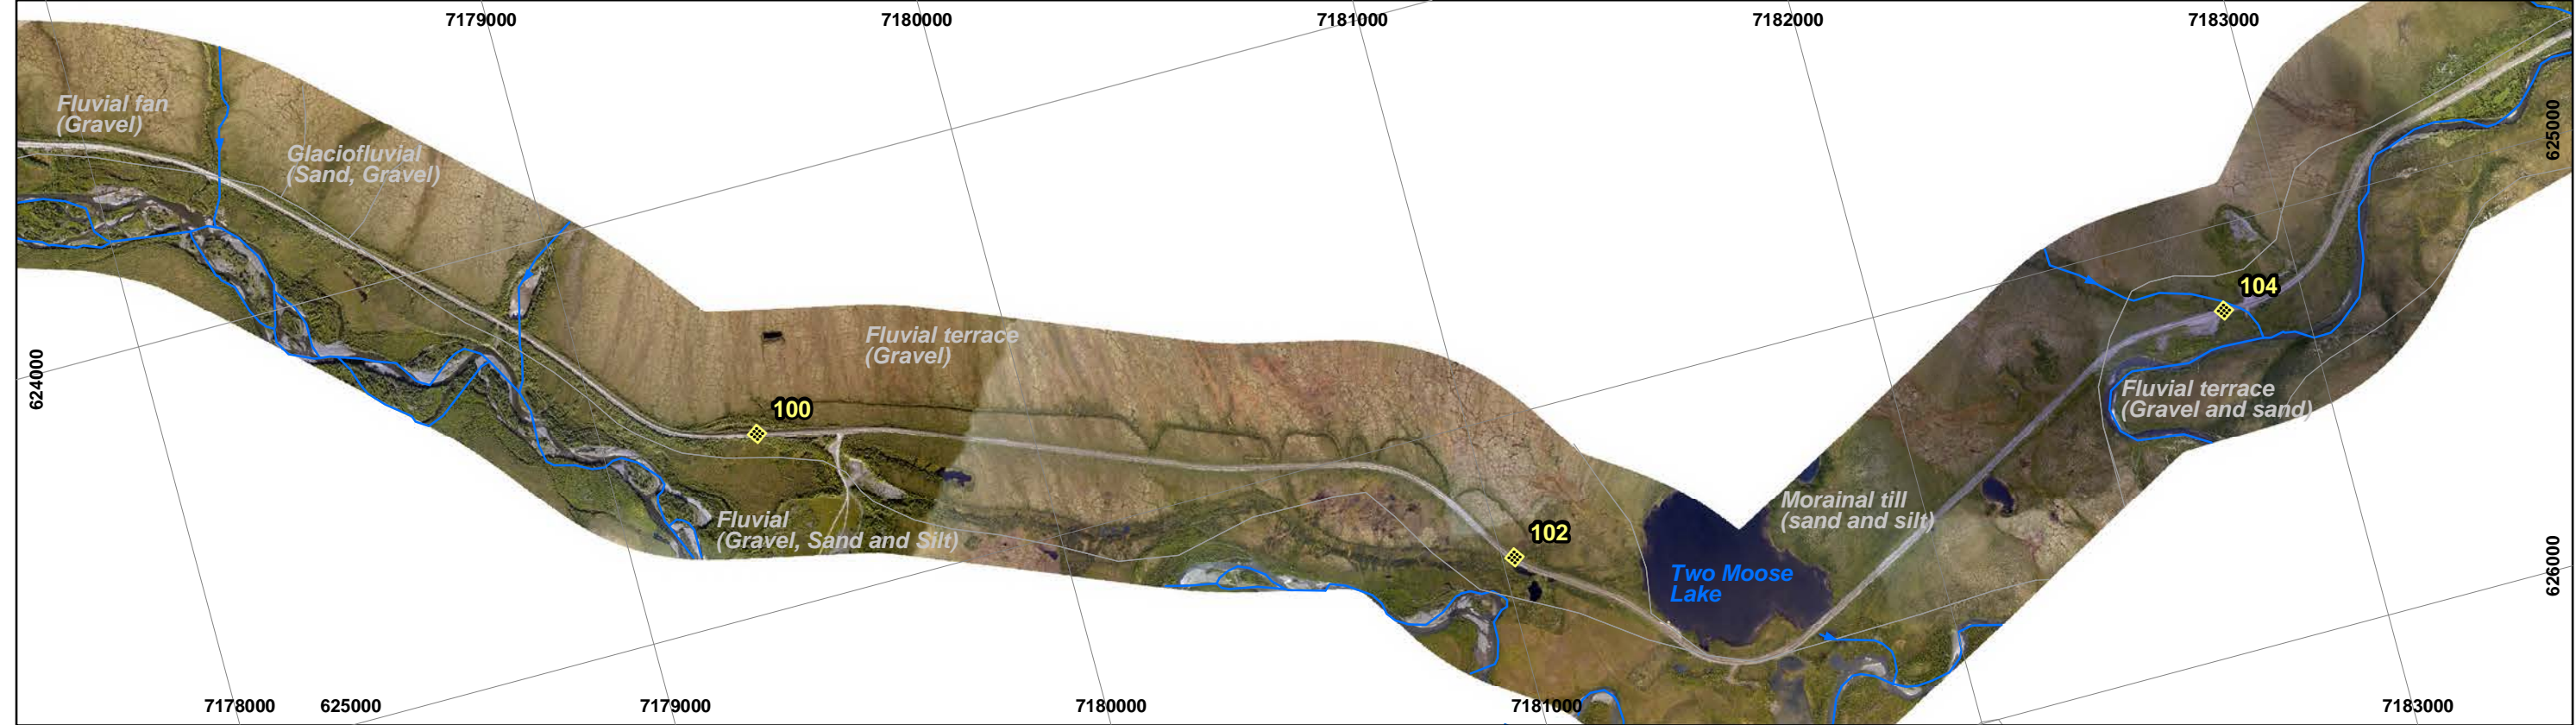 7179000
7180000
7181000
7182000
7183000
Fluvial fan
(Gravel)
Glaciofluvial
(Sand, Gravel)
625000
104
Fluvial terrace
(Gravel)
624000
100
Fluvial terrace
(Gravel and sand)
Fluvial
(Gravel, Sand and Silt)
102
Morainal till
(sand and silt)
Two Moose
Lake
626000
7178000
625000
7179000
7180000
7181000
7183000